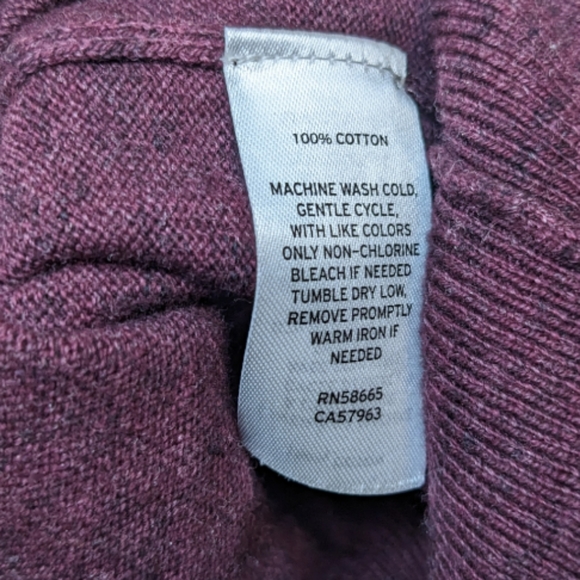 100% COTTON
MACHINE WASH COLD,
GENTLE CYCLE,
WITH LIKE COLORS
ONLY NON-CHLORINE
BLEACH IF NEEDED
TUMBLE DRY LOW,
REMOVE PROMPTLY
WARM IRON IF
NEEDED
RN58665
CA57963